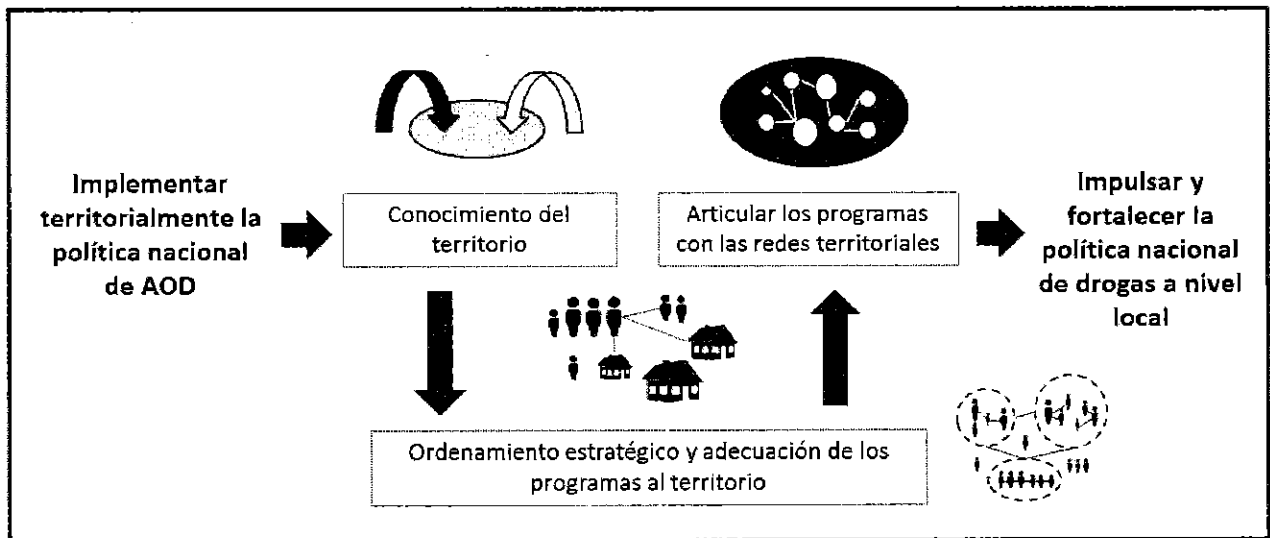 Implementar
territorialmente la
política nacional
de AOD
Conocimiento del
territorio
Ordenamiento estratégico y adecuación de los
programas al territorio
Articular los programas
con las redes territoriales
Impulsar y
fortalecer la
política nacional
de drogas a nivel
local